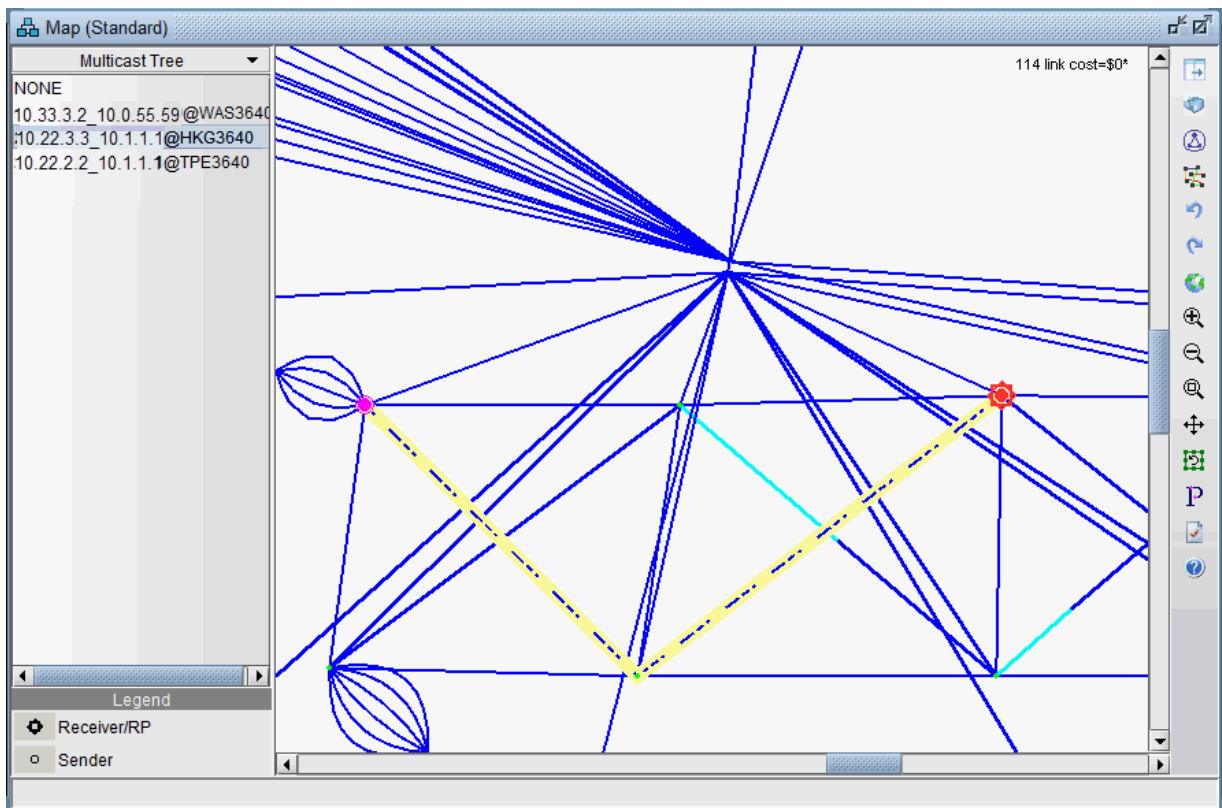 Map (Standard)
Multicast Tree
NONE
10.33.3.2_10.0.55.59@WAS3640
10.22.3.3_10.1.1.1@HKG3640
10.22.2.2_10.1.1.1@TPE3640
114 link cost=$0*
P
?
Legend
Receiver/RP
Sender